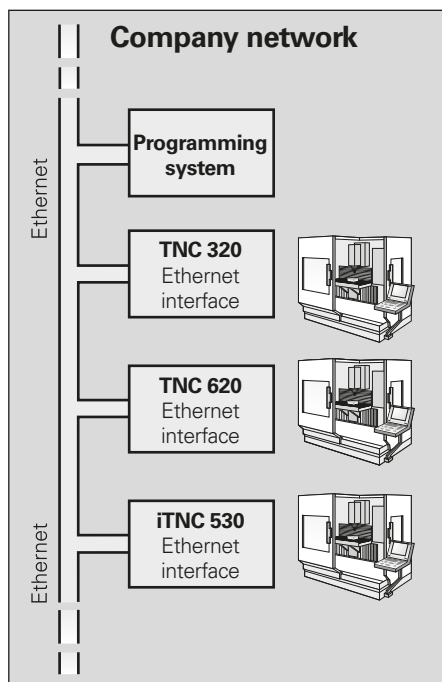 Company network
Ethernet
Programming
system
TNC 320
Ethernet
interface
TNC 620
Ethernet
interface
Ethernet
iTNC 530
Ethernet
interface